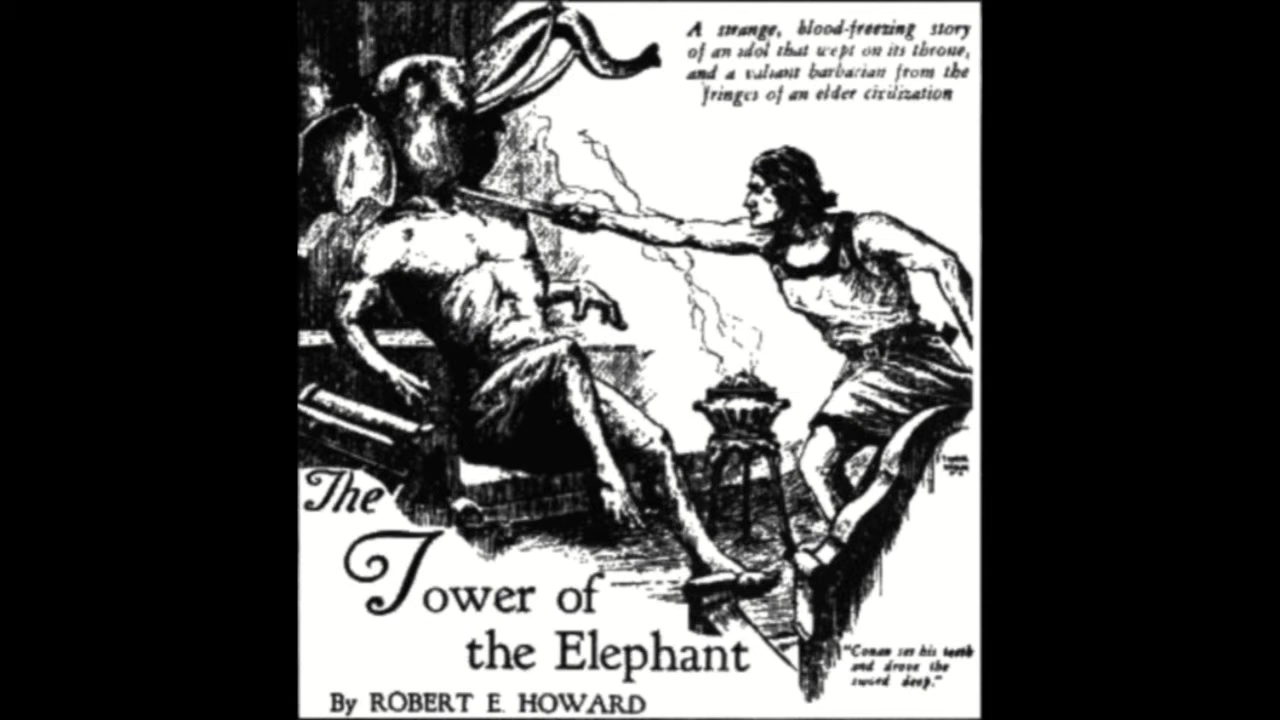 A strange, blood-freezing story
of an idol that wept on its throne,
and a valiant barbarian from the
fringes of an elder civilization
The
Tower of
the Elephant
By ROBERT E. HOWARD
"Conan set his teeth
and drove the
sword deep."